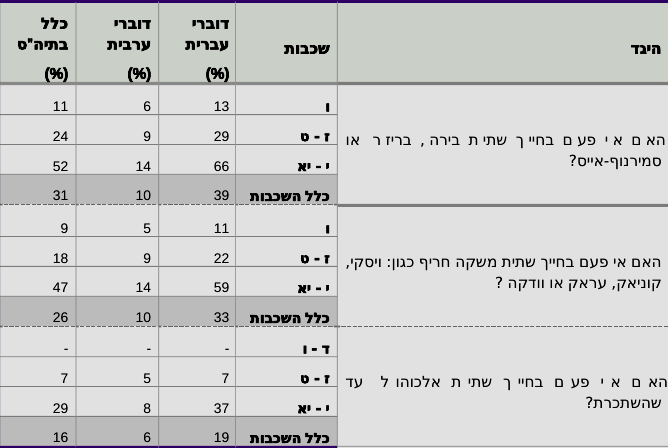 היגד שכבות דוברי עברית (%) דוברי ערבית (%) כלל בתיה"ס (%)
האם אי פעם בחייך שתית בירה, בריזר או
סמירנוף-אייס?
ו 13 6 11
ז - ט 29 9 24
י - יא 66 14 52
כלל השכבות 39 10 31
האם אי פעם בחייך שתית משקה חריף כגון: ויסקי,
קוניאק, עראק או וודקה ?
ו 11 5 9
ז - ט 22 9 18
י - יא 59 14 47
כלל השכבות 33 10 26
האם אי פעם בחייך שתית אלכוהול עד
שהשתכרת?
ד - ו - - -
ז - ט 7 5 7
י - יא 37 8 29
כלל השכבות 19 6 16